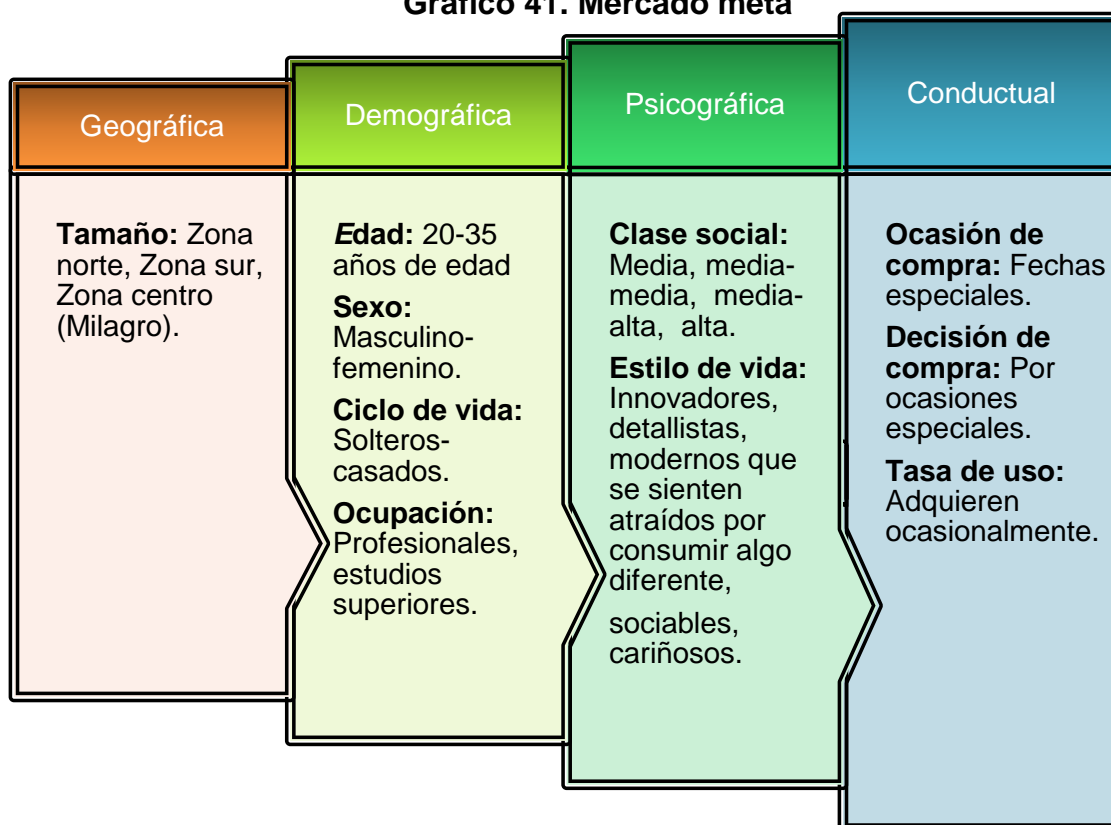 Gráfico 41. Mercado meta
Geográfica
Tamaño: Zona
norte, Zona sur,
Zona centro
(Milagro).
Demográfica
Edad: 20-35
años de edad
Sexo:
Masculino-
femenino.
Ciclo de vida:
Solteros-
casados.
Ocupación:
Profesionales,
estudios
superiores.
Psicográfica
Clase social:
Media, media-
media, media-
alta, alta.
Estilo de vida:
Innovadores,
detallistas,
modernos que
se sienten
atraídos por
consumir algo
diferente,
sociables,
cariñosos.
Conductual
Ocasión de
compra: Fechas
especiales.
Decisión de
compra: Por
ocasiones
especiales.
Tasa de uso:
Adquieren
ocasionalmente.